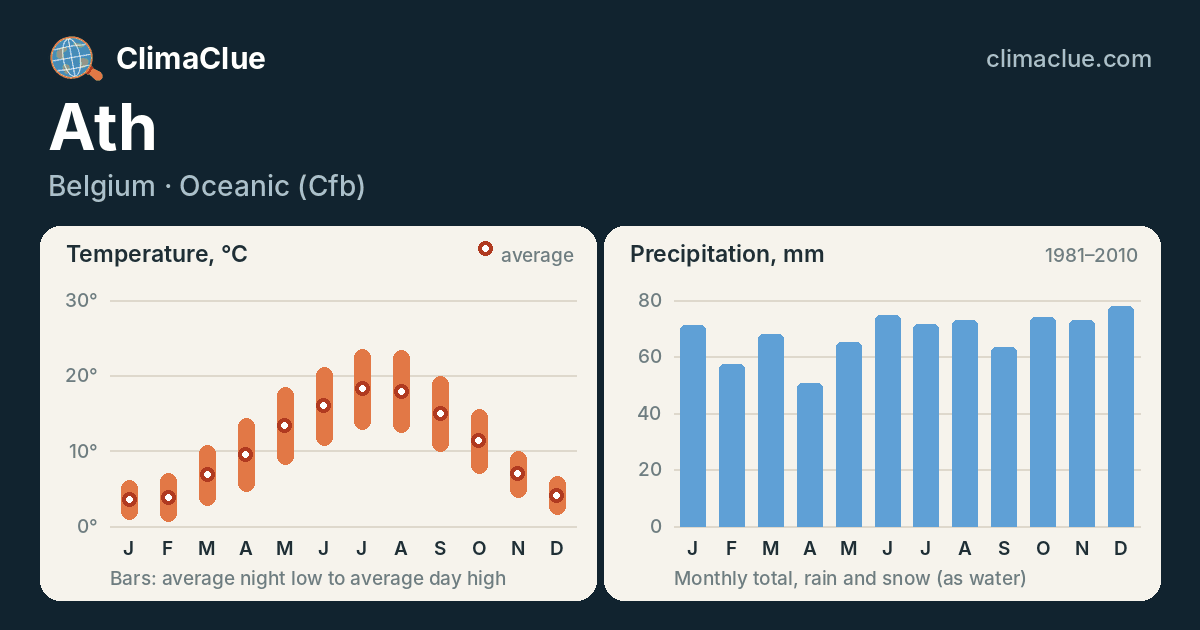 ClimaClue
climaclue.com
Ath
Belgium · Oceanic (Cfb)
Temperature, °C
average
30°
20°
10°
0°
J F M A M J J A S O N D
Bars: average night low to average day high
Precipitation, mm
1981–2010
80
60
40
20
0
J F M A M J J A S O N D
Monthly total, rain and snow (as water)